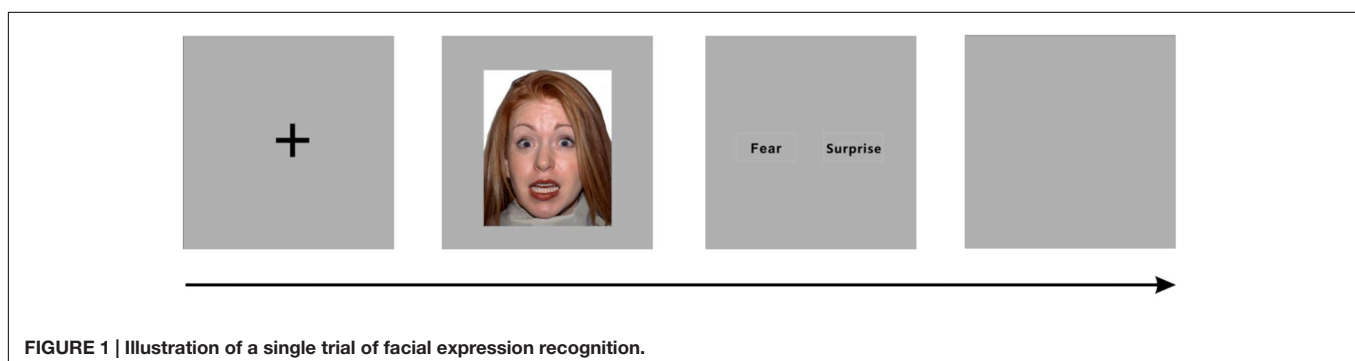 Fear Surprise
FIGURE 1 | Illustration of a single trial of facial expression recognition.